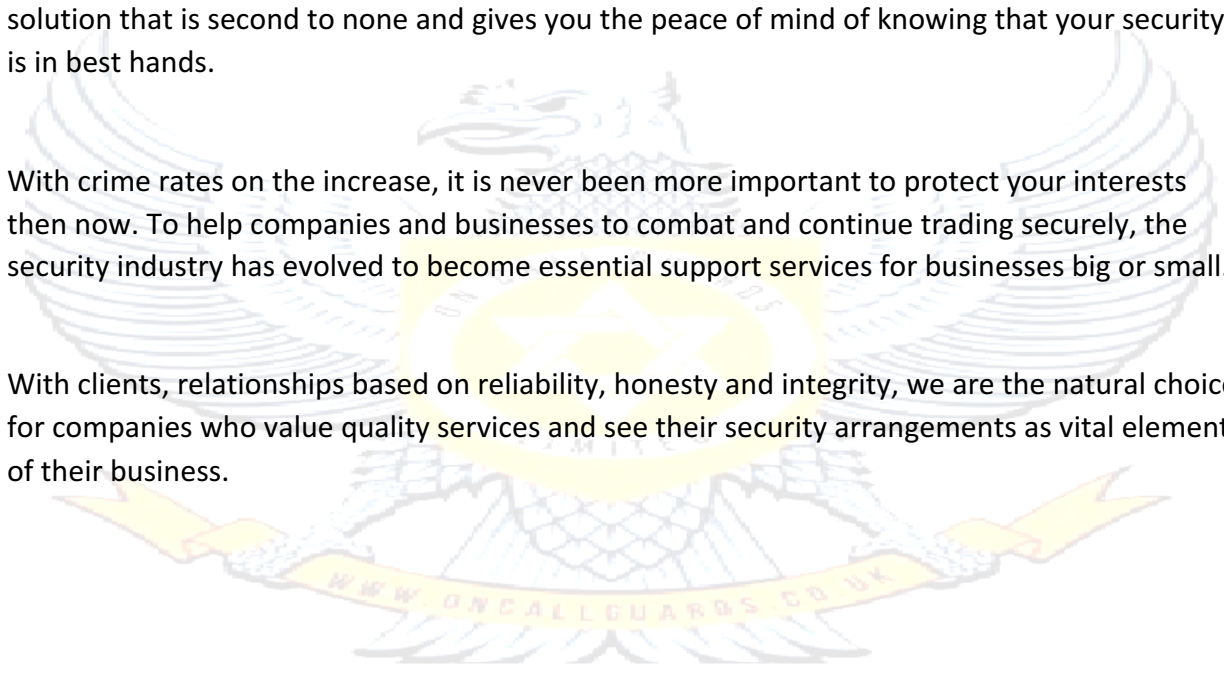 solution that is second to none and gives you the peace of mind of knowing that your security
is in best hands.
With crime rates on the increase, it is never been more important to protect your interests
then now. To help companies and businesses to combat and continue trading securely, the
ON GUARDS
security industry has evolved to become essential support services for businesses big or small.
With clients, relationships based on reliability, honesty and integrity, we are the natural choice
for companies who value quality services and see their security arrangements as vital element
LIMITED
of their business.
WWW.ONCALLGUARDS.CO.UK